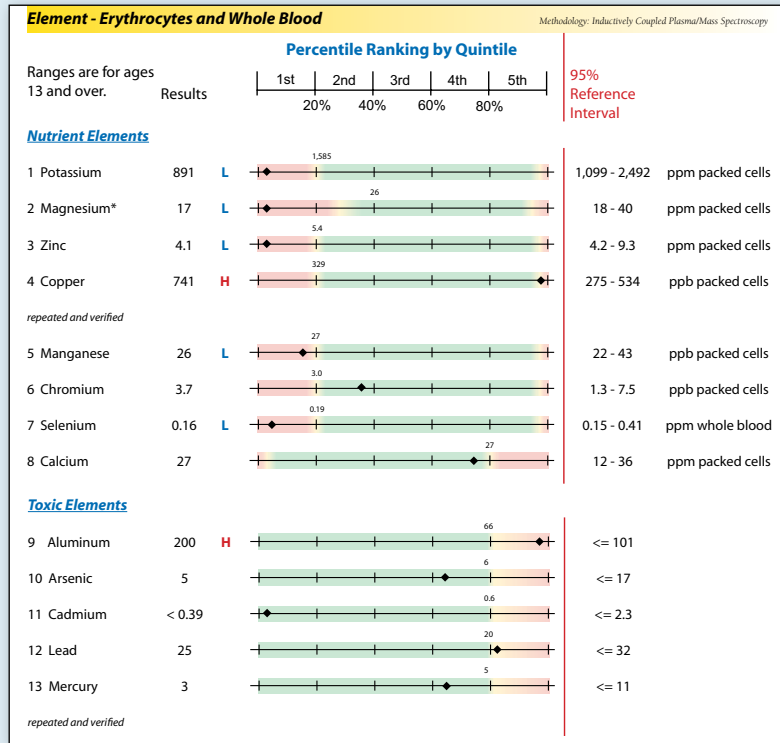 Element - Erythrocytes and Whole Blood Methodology: Inductively Coupled Plasma/Mass Spectroscopy
Percentile Ranking by Quintile
Ranges are for ages
13 and over. Results
1st 2nd 3rd 4th 5th
20% 40% 60% 80%
95%
Reference
Interval
Nutrient Elements
1,585
1 Potassium 891 L 1,099 - 2,492 ppm packed cells
26
2 Magnesium* 17 L 18 - 40 ppm packed cells
5.4
3 Zinc 4.1 L 4.2 - 9.3 ppm packed cells
329
4 Copper 741 H 275 - 534 ppb packed cells
repeated and verified
27
5 Manganese 26 L 22 - 43 ppb packed cells
3.0
6 Chromium 3.7 1.3 - 7.5 ppb packed cells
0.19
7 Selenium 0.16 L 0.15 - 0.41 ppm whole blood
27
8 Calcium 27 12 - 36 ppm packed cells
Toxic Elements
66
9 Aluminum 200 H <= 101
6
10 Arsenic 5 <= 17
0.6
11 Cadmium < 0.39 <= 2.3
20
12 Lead 25 <= 32
5
13 Mercury 3 <= 11
repeated and verified